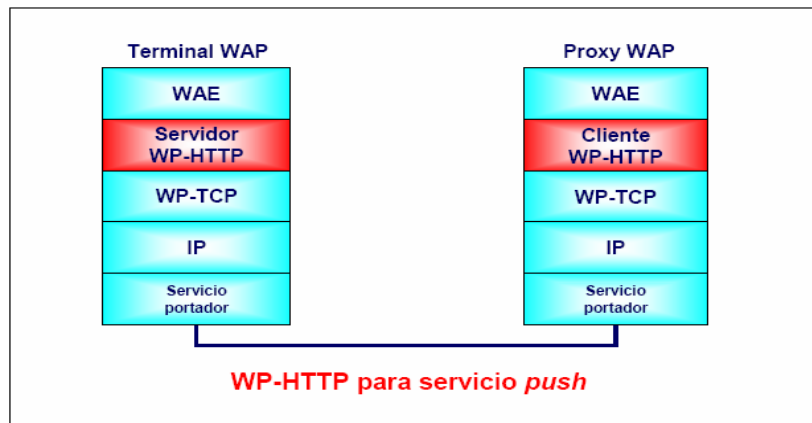 Terminal WAP
WAE
Servidor
WP-HTTP
WP-TCP
IP
Servicio
portador
Proxy WAP
WAE
Cliente
WP-HTTP
WP-TCP
IP
Servicio
portador
WP-HTTP para servicio push